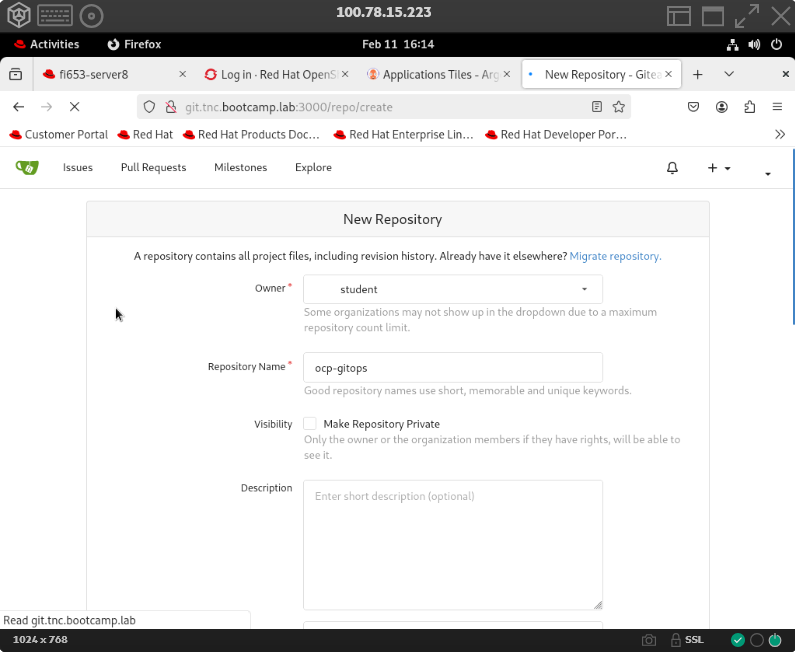 100.78.15.223
Activities
Firefox
Feb 11 16:14
fi653-server8
Log in - Red Hat OpenS
Applications Tiles - Arg
New Repository - Gitea
git.tnc.bootcamp.lab:3000/repo/create
Customer Portal
Red Hat
Red Hat Products Doc...
Red Hat Enterprise Lin...
Red Hat Developer Por...
Issues
Pull Requests
Milestones
Explore
New Repository
A repository contains all project files, including revision history. Already have it elsewhere? Migrate repository.
Owner *
student
Some organizations may not show up in the dropdown due to a maximum
repository count limit.
Repository Name *
ocp-gitops
Good repository names use short, memorable and unique keywords.
Visibility
Make Repository Private
Only the owner or the organization members if they have rights, will be able to
see it.
Description
Enter short description (optional)
Read git.tnc.bootcamp.lab
1024 x 768
SSL